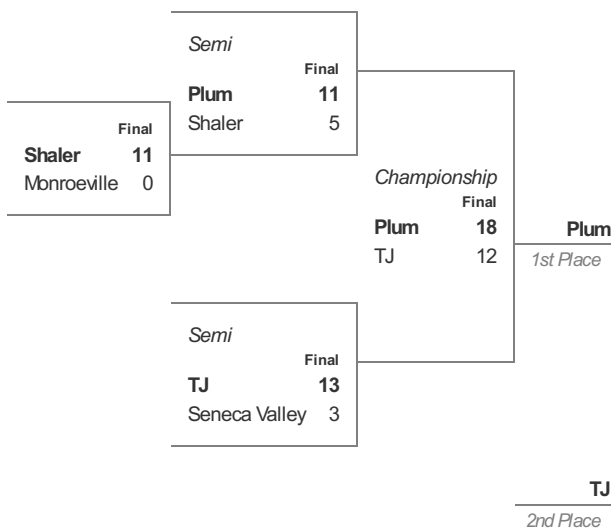 Semi
Final
Plum 11
Shaler 5
Final
Shaler 11
Monroeville 0
Championship
Final
Plum 18
TJ 12
Plum
1st Place
Semi
Final
TJ 13
Seneca Valley 3
TJ
2nd Place